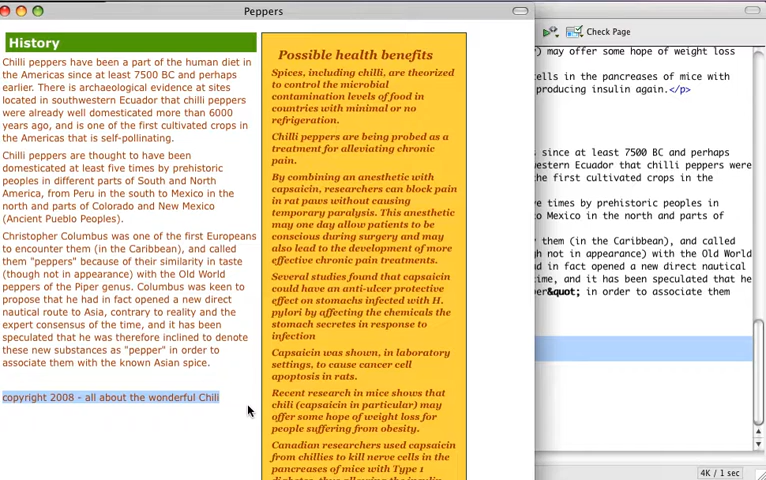 Peppers
History
Chilli peppers have been a part of the human diet in
the Americas since at least 7500 BC and perhaps
earlier. There is archaeological evidence at sites
located in southwestern Ecuador that chilli peppers
were already well domesticated more than 6000
years ago, and is one of the first cultivated crops in
the Americas that is self-pollinating.
Chilli peppers are thought to have been
domesticated at least five times by prehistoric
peoples in different parts of South and North
America, from Peru in the south to Mexico in the
north and parts of Colorado and New Mexico
(Ancient Pueblo Peoples).
Christopher Columbus was one of the first Europeans
to encounter them (in the Caribbean), and called
them "peppers" because of their similarity in taste
(though not in appearance) with the Old World
peppers of the Piper genus. Columbus was keen to
propose that he had in fact opened a new direct
nautical route to Asia, contrary to reality and the
expert consensus of the time, and it has been
speculated that he was therefore inclined to denote
these new substances as "pepper" in order to
associate them with the known Asian spice.
copyright 2008 - all about the wonderful Chili
Possible health benefits
Spices, including chilli, are theorized
to control the microbial
contamination levels of food in
countries with minimal or no
refrigeration.
Chilli peppers are being probed as a
treatment for alleviating chronic
pain.
By combining an anesthetic with
capsaicin, researchers can block pain
in rat paws without causing
temporary paralysis. This anesthetic
may one day allow patients to be
conscious during surgery and may
also lead to the development of more
effective chronic pain treatments.
Several studies found that capsaicin
could have an anti-ulcer protective
effect on stomachs infected with H.
pylori by affecting the chemicals the
stomach secretes in response to
infection
Capsaicin was shown, in laboratory
settings, to cause cancer cell
apoptosis in rats.
Recent research in mice shows that
chili (capsaicin in particular) may
offer some hope of weight loss for
people suffering from obesity.
Canadian researchers used capsaicin
from chillies to kill nerve cells in the
pancreases of mice with Type 1
diabetes, thus allowing the insulin
Check Page
) may offer some hope of weight loss
cells in the pancreases of mice with
producing insulin again.</p>
since at least 7500 BC and perhaps
western Ecuador that chilli peppers were
the first cultivated crops in the
ve times by prehistoric peoples in
to Mexico in the north and parts of
them (in the Caribbean), and called
gh not in appearance) with the Old World
ad in fact opened a new direct nautical
time, and it has been speculated that he
per&quot; in order to associate them
4K / 1 sec